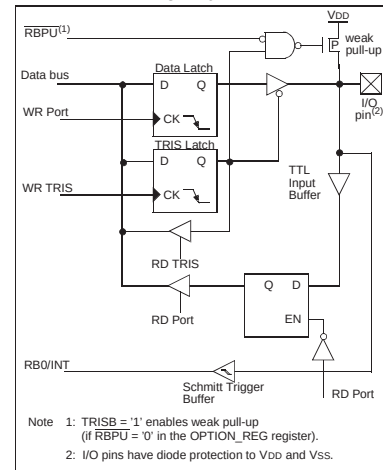 VDD
RBPU(1)
weak
pull-up
P
Data bus
Data Latch
D Q
WR Port
CK
I/O
pin(2)
TRIS Latch
D Q
TTL
Input
Buffer
WR TRIS
CK
RD TRIS
Q D
RD Port
EN
RB0/INT
Schmitt Trigger
Buffer
RD Port
Note 1: TRISB = '1' enables weak pull-up
(if RBPU = '0' in the OPTION_REG register).
2: I/O pins have diode protection to VDD and VSS.